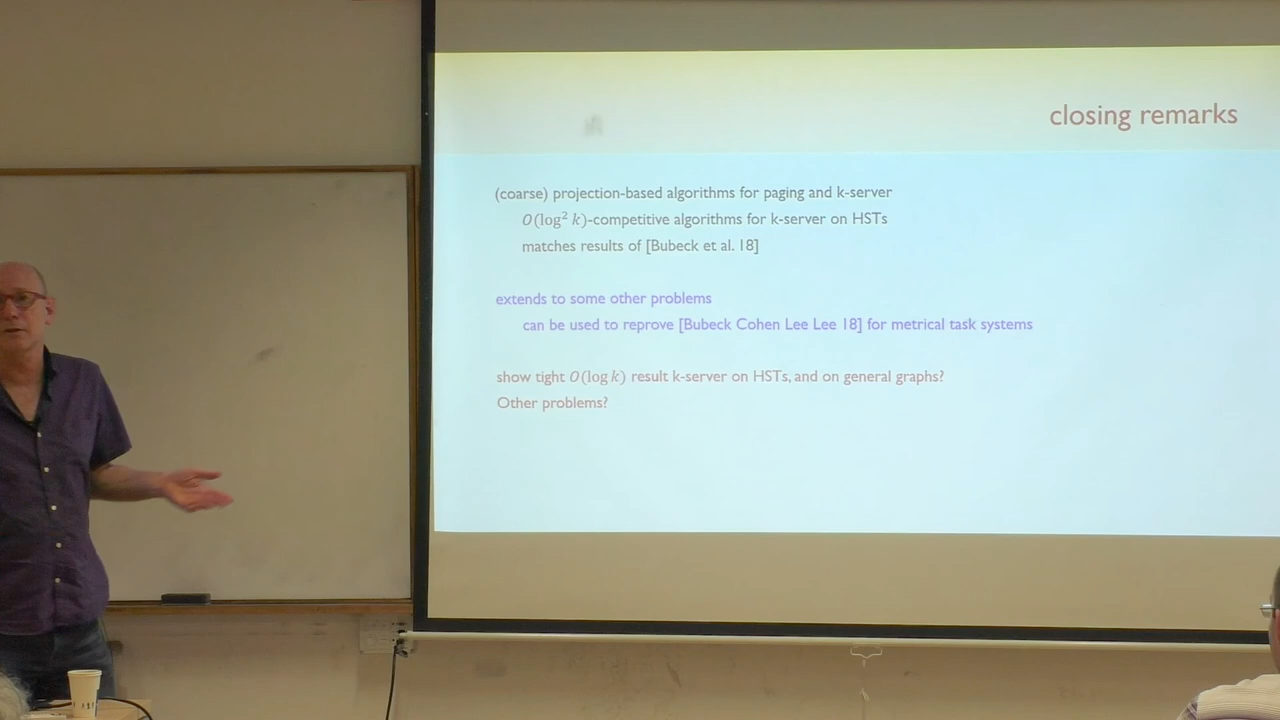 closing remarks
(coarse) projection-based algorithms for paging and k-server
O(log² k)-competitive algorithms for k-server on HSTs
matches results of [Bubeck et al. 18]
extends to some other problems
can be used to reprove [Bubeck Cohen Lee Lee 18] for metrical task systems
show tight O(log k) result k-server on HSTs, and on general graphs?
Other problems?